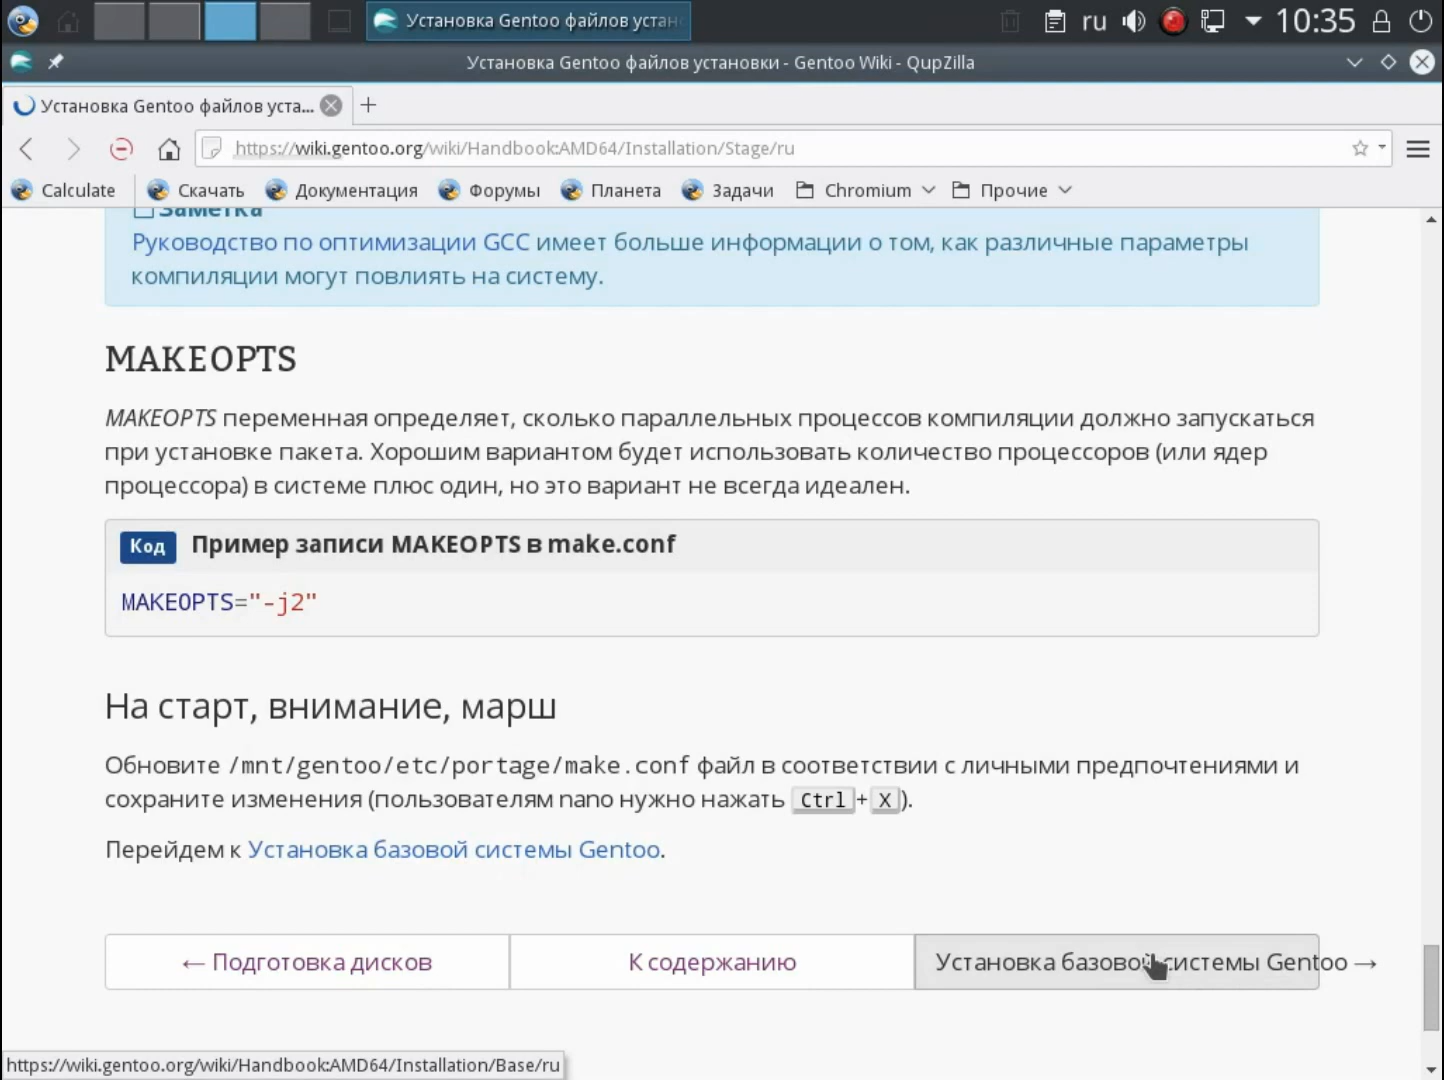 Установка Gentoo файлов устан
ru
10:35
Установка Gentoo файлов установки - Gentoo Wiki - QupZilla
Установка Gentoo файлов уста...
https://wiki.gentoo.org/wiki/Handbook:AMD64/Installation/Stage/ru
Calculate Скачать Документация Форумы Планета Задачи Chromium Прочие
Заметка
Руководство по оптимизации GCC имеет больше информации о том, как различные параметры
компиляции могут повлиять на систему.
MAKEOPTS
MAKEOPTS переменная определяет, сколько параллельных процессов компиляции должно запускаться
при установке пакета. Хорошим вариантом будет использовать количество процессоров (или ядер
процессора) в системе плюс один, но это вариант не всегда идеален.
Код Пример записи MAKEOPTS в make.conf
MAKEOPTS="-j2"
На старт, внимание, марш
Обновите /mnt/gentoo/etc/portage/make.conf файл в соответствии с личными предпочтениями и
сохраните изменения (пользователям nano нужно нажать Ctrl+X).
Перейдем к Установка базовой системы Gentoo.
← Подготовка дисков
К содержанию
Установка базовой системы Gentoo →
https://wiki.gentoo.org/wiki/Handbook:AMD64/Installation/Base/ru